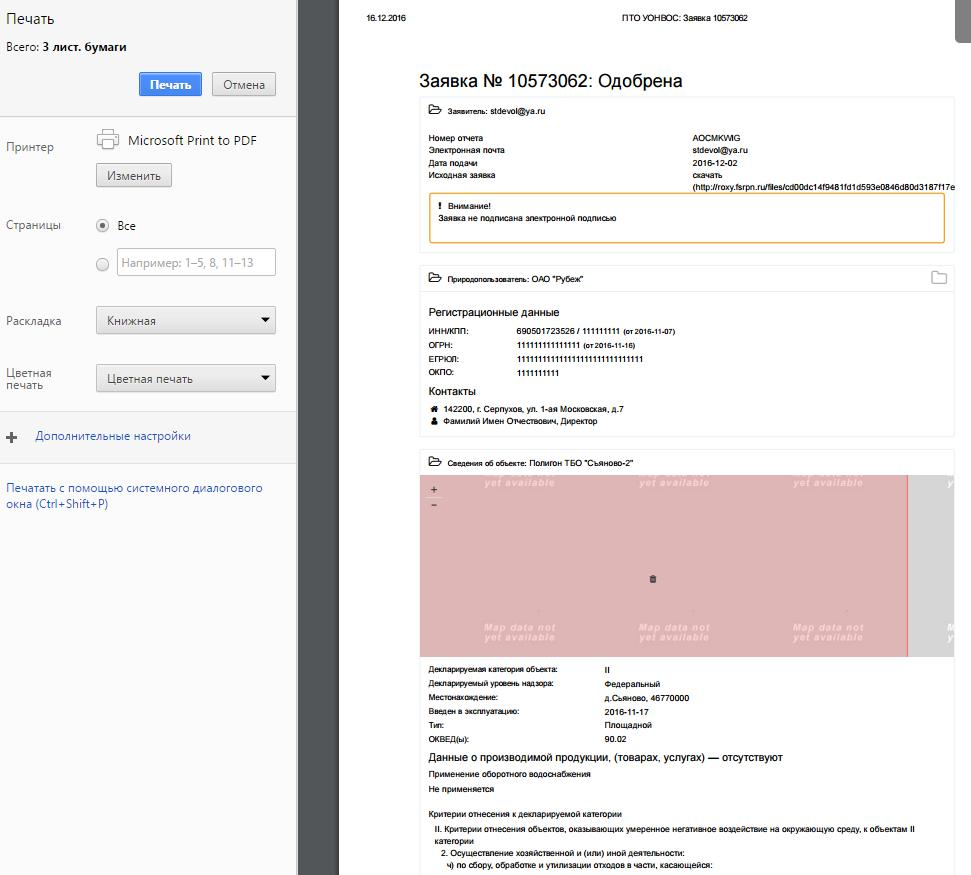 Печать
Всего: 3 лист. бумаги
Печать
Отмена
Принтер
Microsoft Print to PDF
Изменить
Страницы
Все
Например: 1–5, 8, 11–13
Раскладка
Книжная
Цветная
печать
Цветная печать
Дополнительные настройки
Печатать с помощью системного диалогового
окна (Ctrl+Shift+P)
16.12.2016
ПТО УОНВОС: Заявка 10573062
Заявка № 10573062: Одобрена
Заявитель: stdevol@ya.ru
Номер отчета AOCMKWIG
Электронная почта stdevol@ya.ru
Дата подачи 2016-12-02
Исходная заявка скачать
(http://roxy.fsrpn.ru/files/cd00dc14f9481fd1d593e0846d80d3187f17e
! Внимание!
Заявка не подписана электронной подписью
Природопользователь: ОАО "Рубеж"
Регистрационные данные
ИНН/КПП: 690501723526 / 111111111 (от 2016-11-07)
ОГРН: 111111111111111 (от 2016-11-16)
ЕГРЮЛ:
ОКПО: 1111111111
Контакты
142200, г. Серпухов, ул. 1-ая Московская, д.7
Фамилий Имен Отчествович, Директор
Сведения об объекте: Полигон ТБО "Съяново-2"
yet available yet available yet available
+
−
Map data not Map data not Map data not
yet available yet available yet available
Декларируемая категория объекта: II
Декларируемый уровень надзора: Федеральный
Местонахождение: д.Сьяново, 46770000
Введен в эксплуатацию: 2016-11-17
Тип: Площадной
ОКВЕД(ы): 90.02
Данные о производимой продукции, (товарах, услугах) — отсутствуют
Применение оборотного водоснабжения
Не применяется
Критерии отнесения к декларируемой категории
II. Критерии отнесения объектов, оказывающих умеренное негативное воздействие на окружающую среду, к объектам II
категории
2. Осуществление хозяйственной и (или) иной деятельности:
ч) по сбору, обработке и утилизации отходов в части, касающейся: